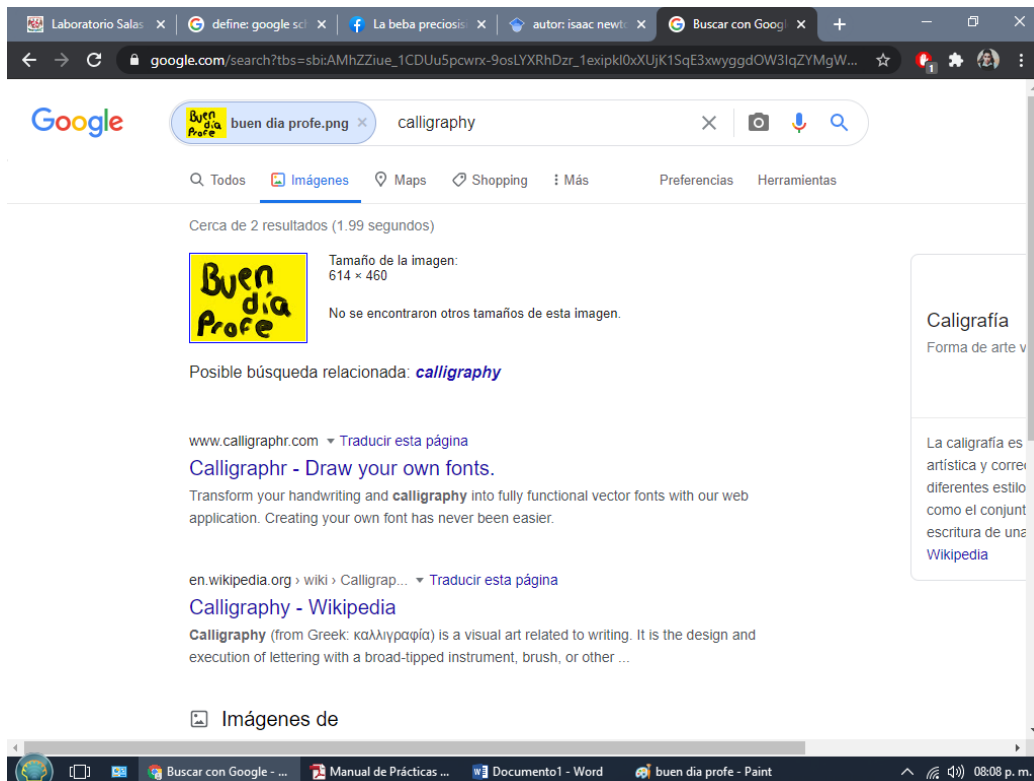 Laboratorio Salas
define: google sch
La beba preciosis
autor: isaac newto
Buscar con Googl
google.com/search?tbs=sbi:AMhZZiue_1CDUu5pcwrx-9osLYXRhDzr_1exipkI0xXUjK1SqE3xwyggdOW3IqZYMgW...
1
Google
Buen
día
Profe
buen dia profe.png
calligraphy
Todos
Imágenes
Maps
Shopping
Más
Preferencias
Herramientas
Cerca de 2 resultados (1.99 segundos)
Buen
día
Profe
Tamaño de la imagen:
614 × 460
No se encontraron otros tamaños de esta imagen.
Posible búsqueda relacionada: calligraphy
www.calligraphr.com ▾ Traducir esta página
Calligraphr - Draw your own fonts.
Transform your handwriting and calligraphy into fully functional vector fonts with our web
application. Creating your own font has never been easier.
en.wikipedia.org › wiki › Calligrap... ▾ Traducir esta página
Calligraphy - Wikipedia
Calligraphy (from Greek: καλλιγραφία) is a visual art related to writing. It is the design and
execution of lettering with a broad-tipped instrument, brush, or other ...
Imágenes de
Caligrafía
Forma de arte v
La caligrafía es
artística y corre
diferentes estilo
como el conjunt
escritura de una
Wikipedia
Buscar con Google - ...
Manual de Prácticas ...
Documento1 - Word
buen dia profe - Paint
08:08 p. m